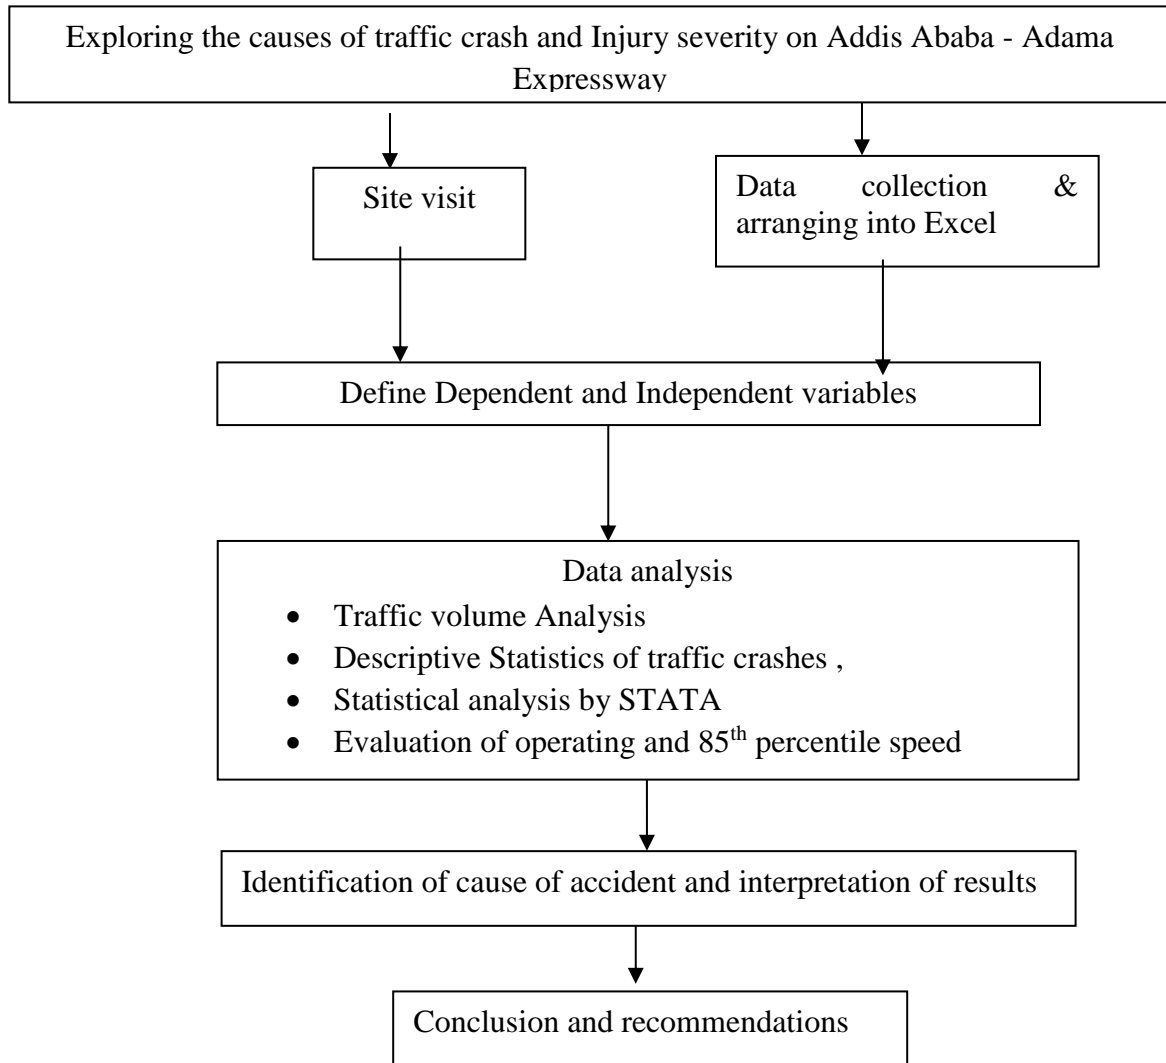 Exploring the causes of traffic crash and Injury severity on Addis Ababa - Adama
Expressway
Site visit
Data collection &
arranging into Excel
Define Dependent and Independent variables
Data analysis
• Traffic volume Analysis
• Descriptive Statistics of traffic crashes ,
• Statistical analysis by STATA
• Evaluation of operating and 85th percentile speed
Identification of cause of accident and interpretation of results
Conclusion and recommendations